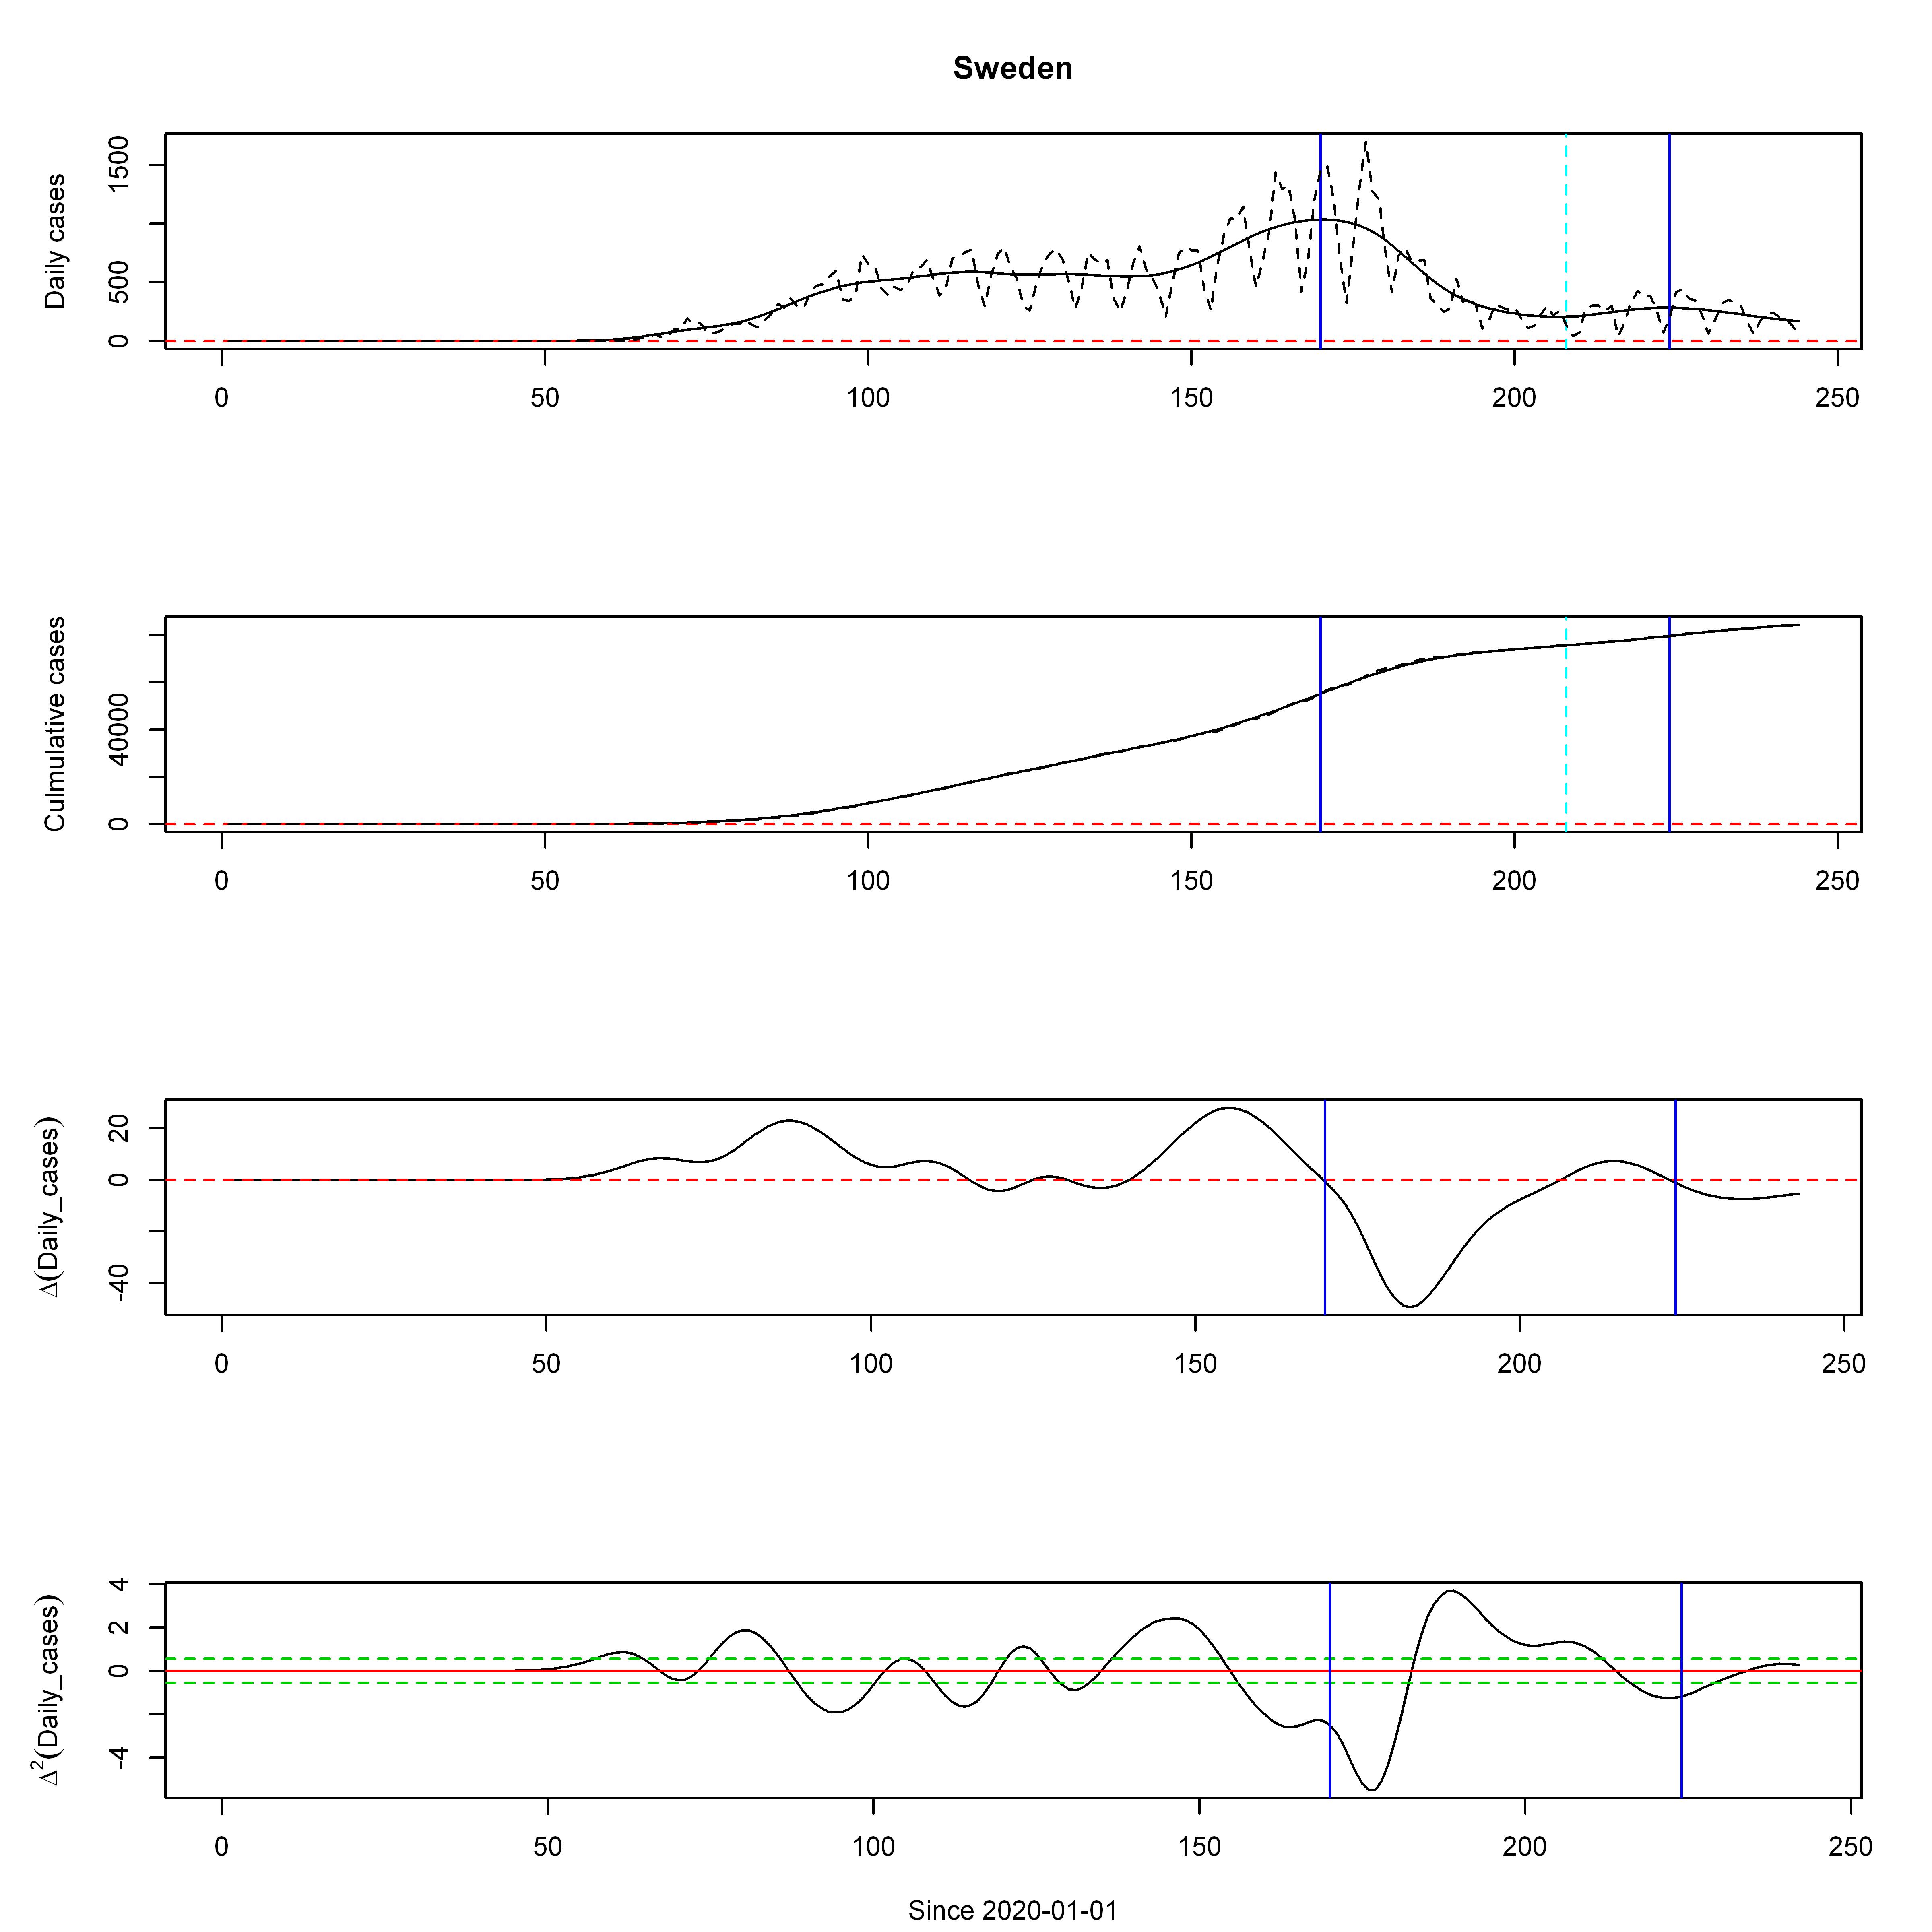 Sweden
Daily cases
1500
500
0
0 50 100 150 200 250
Culmulative cases
40000
0
0 50 100 150 200 250
Δ(Daily_cases)
20
0
-40
0 50 100 150 200 250
Δ²(Daily_cases)
4
2
0
-4
0 50 100 150 200 250
Since 2020-01-01